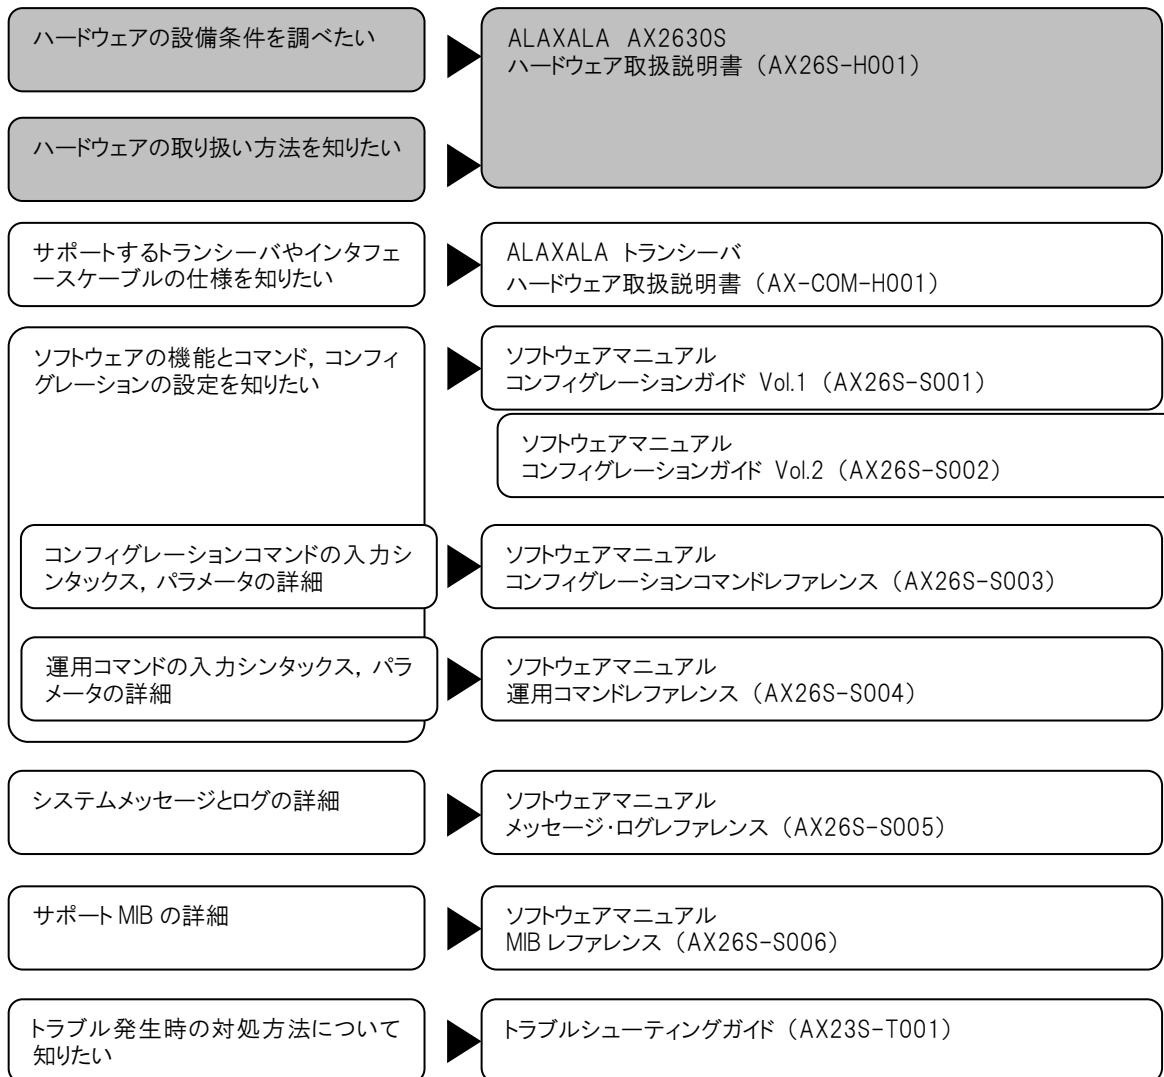 ハードウェアの設備条件を調べたい
ALAXALA AX2630S
ハードウェア取扱説明書 (AX26S-H001)
ハードウェアの取り扱い方法を知りたい
サポートするトランシーバやインタフェ
ースケーブルの仕様を知りたい
ALAXALA トランシーバ
ハードウェア取扱説明書 (AX-COM-H001)
ソフトウェアの機能とコマンド, コンフィ
グレーションの設定を知りたい
ソフトウェアマニュアル
コンフィグレーションガイド Vol.1 (AX26S-S001)
ソフトウェアマニュアル
コンフィグレーションガイド Vol.2 (AX26S-S002)
コンフィグレーションコマンドの入力シ
ンタックス, パラメータの詳細
ソフトウェアマニュアル
コンフィグレーションコマンドレファレンス (AX26S-S003)
運用コマンドの入力シンタックス, パラ
メータの詳細
ソフトウェアマニュアル
運用コマンドレファレンス (AX26S-S004)
システムメッセージとログの詳細
ソフトウェアマニュアル
メッセージ・ログレファレンス (AX26S-S005)
サポート MIB の詳細
ソフトウェアマニュアル
MIB レファレンス (AX26S-S006)
トラブル発生時の対処方法について
知りたい
トラブルシューティングガイド (AX23S-T001)